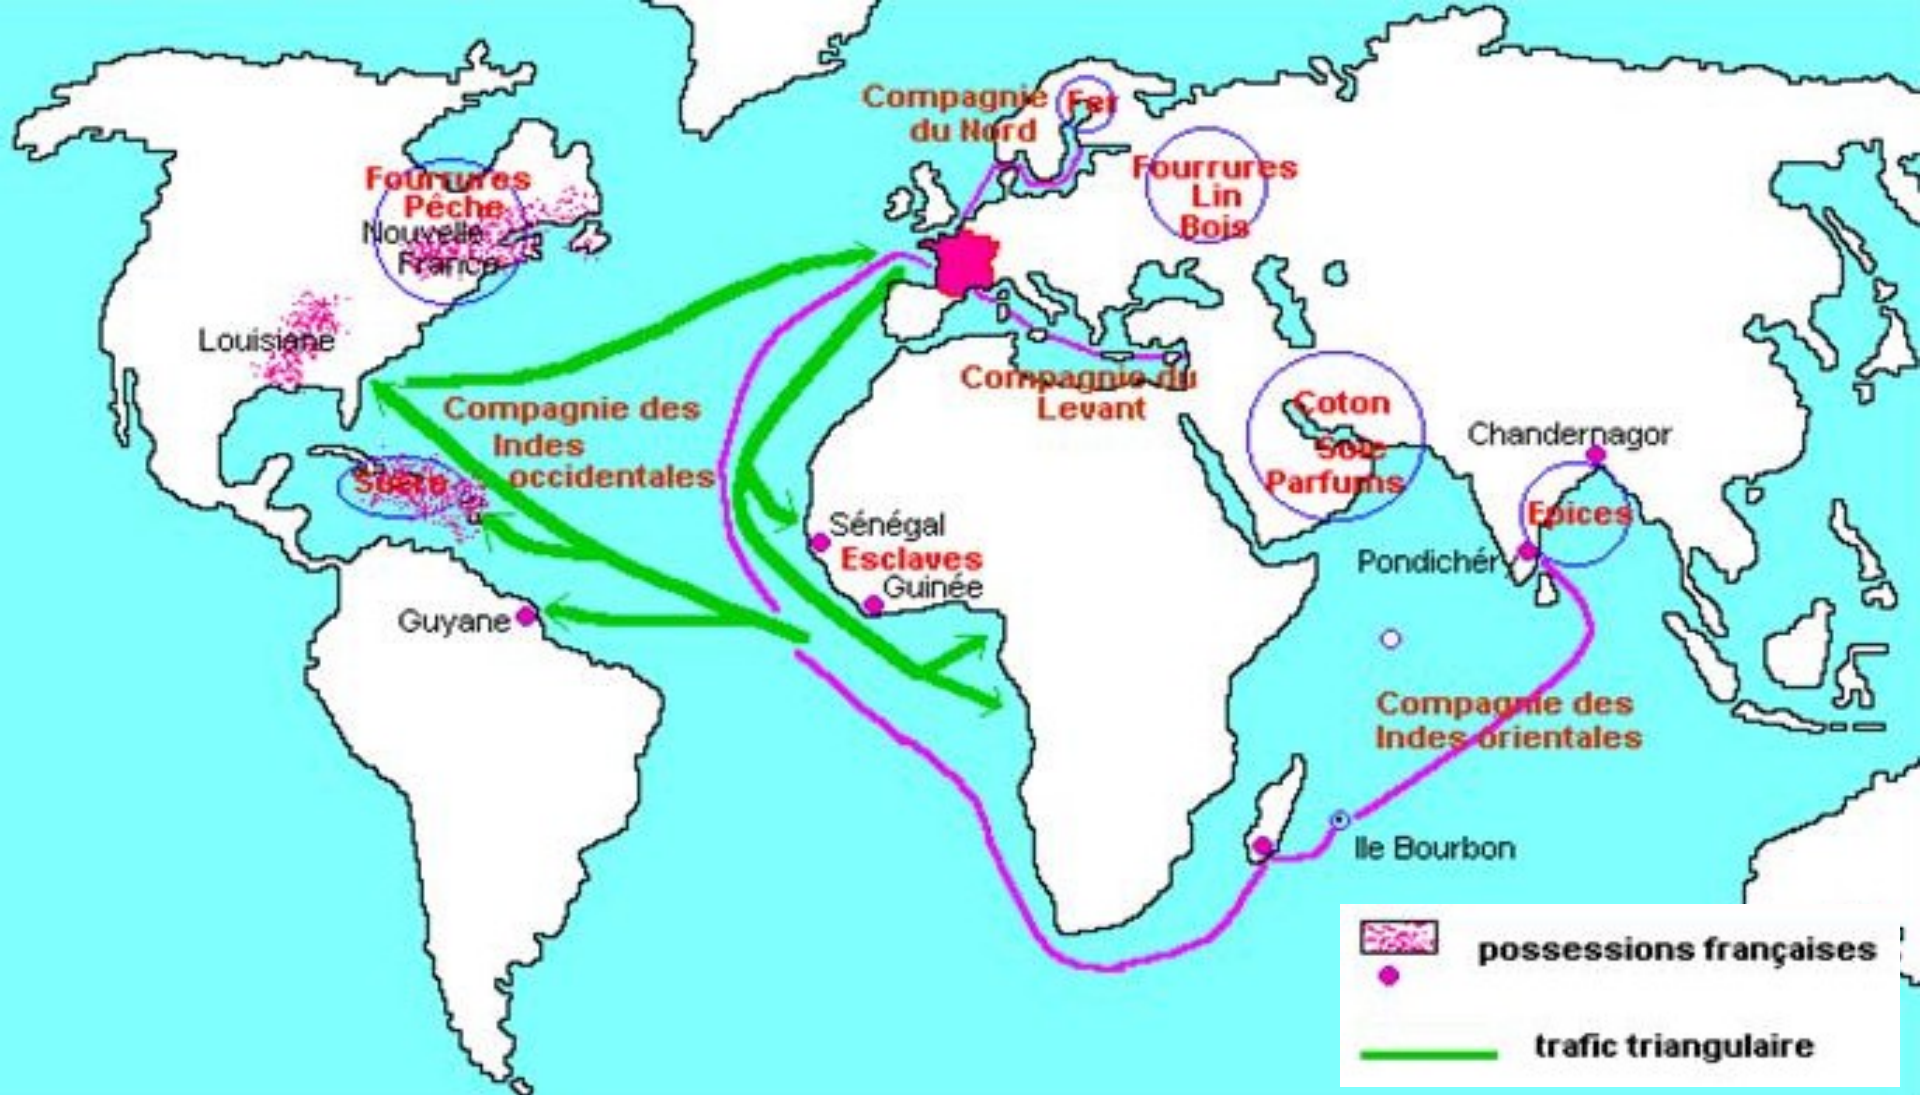 Compagnie
du Nord
Fer
Fourrures
Lin
Bois
Fourrures
Pêche
Nouvelle
France
Louisiane
Compagnie des
Indes
occidentales
Sucre
Compagnie du
Levant
Coton
Soie
Parfums
Chandernagor
Epices
Pondichér
Sénégal
Esclaves
Guinée
Guyane
Compagnie des
Indes orientales
Ile Bourbon
possessions françaises
trafic triangulaire